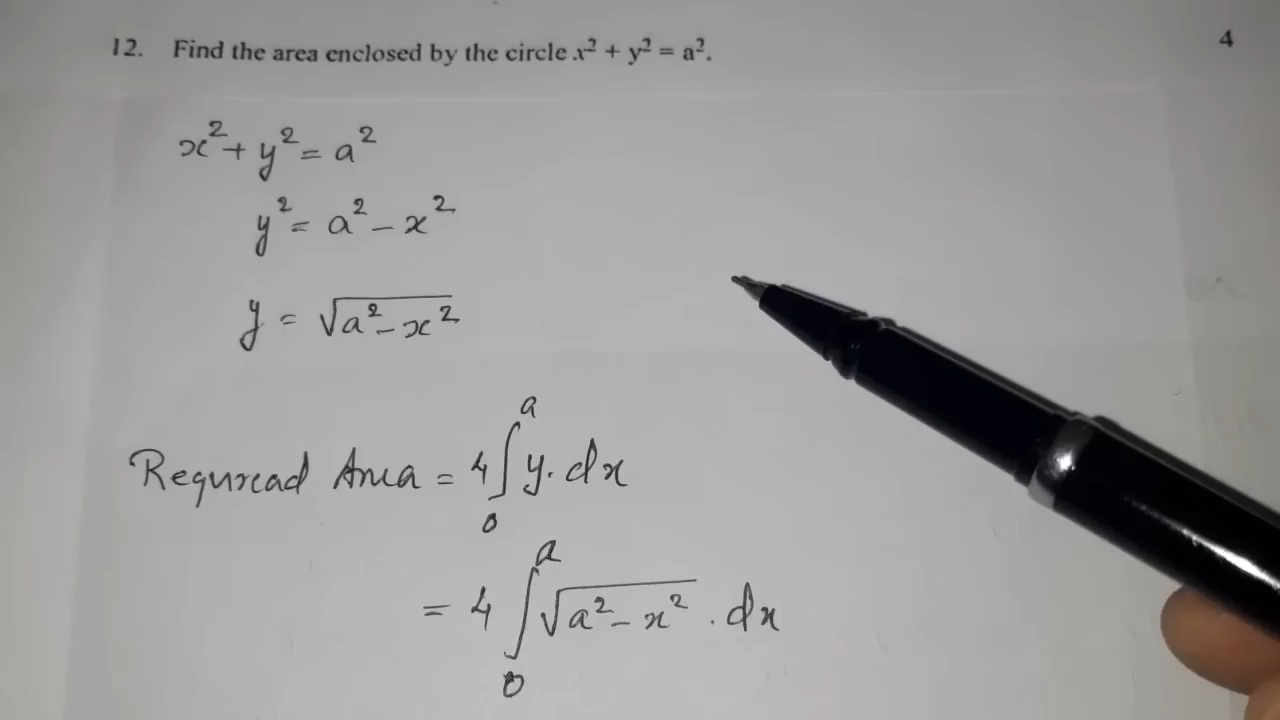 12. Find the area enclosed by the circle x² + y² = a². 4
x² + y² = a²
y² = a² − x²
y = √(a² − x²)
Requread Area = 4 ∫₀ᵃ y. dx
= 4 ∫₀ᵃ √(a² − x²) . dx